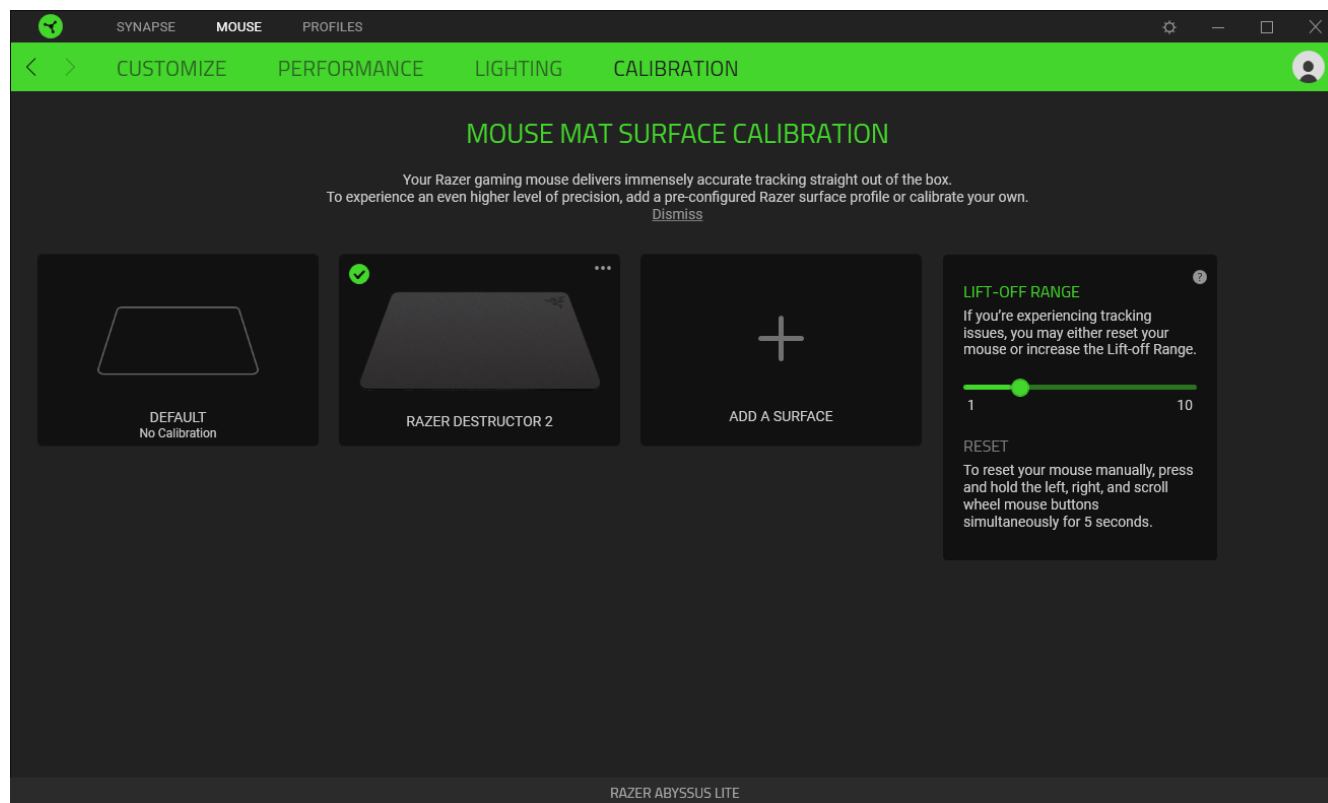 SYNAPSE MOUSE PROFILES
CUSTOMIZE PERFORMANCE LIGHTING CALIBRATION
MOUSE MAT SURFACE CALIBRATION
Your Razer gaming mouse delivers immensely accurate tracking straight out of the box.
To experience an even higher level of precision, add a pre-configured Razer surface profile or calibrate your own.
Dismiss
DEFAULT
No Calibration
RAZER DESTRUCTOR 2
ADD A SURFACE
?
LIFT-OFF RANGE
If you're experiencing tracking
issues, you may either reset your
mouse or increase the Lift-off Range.
1 10
RESET
To reset your mouse manually, press
and hold the left, right, and scroll
wheel mouse buttons
simultaneously for 5 seconds.
RAZER ABYSSUS LITE